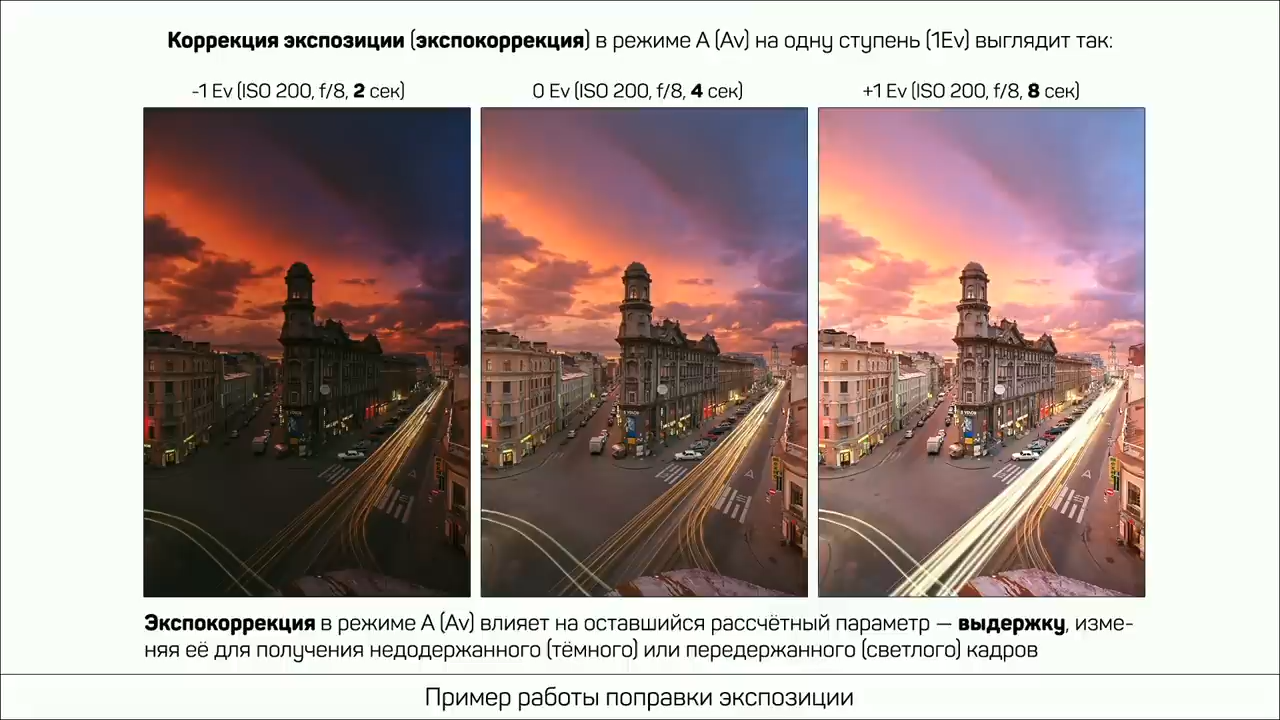 Коррекция экспозиции (экспокоррекция) в режиме А (Av) на одну ступень (1Ev) выглядит так:
-1 Ev (ISO 200, f/8, 2 сек)
0 Ev (ISO 200, f/8, 4 сек)
+1 Ev (ISO 200, f/8, 8 сек)
Экспокоррекция в режиме А (Av) влияет на оставшийся рассчётный параметр — выдержку, изме-
няя её для получения недодержанного (тёмного) или передержанного (светлого) кадров
Пример работы поправки экспозиции